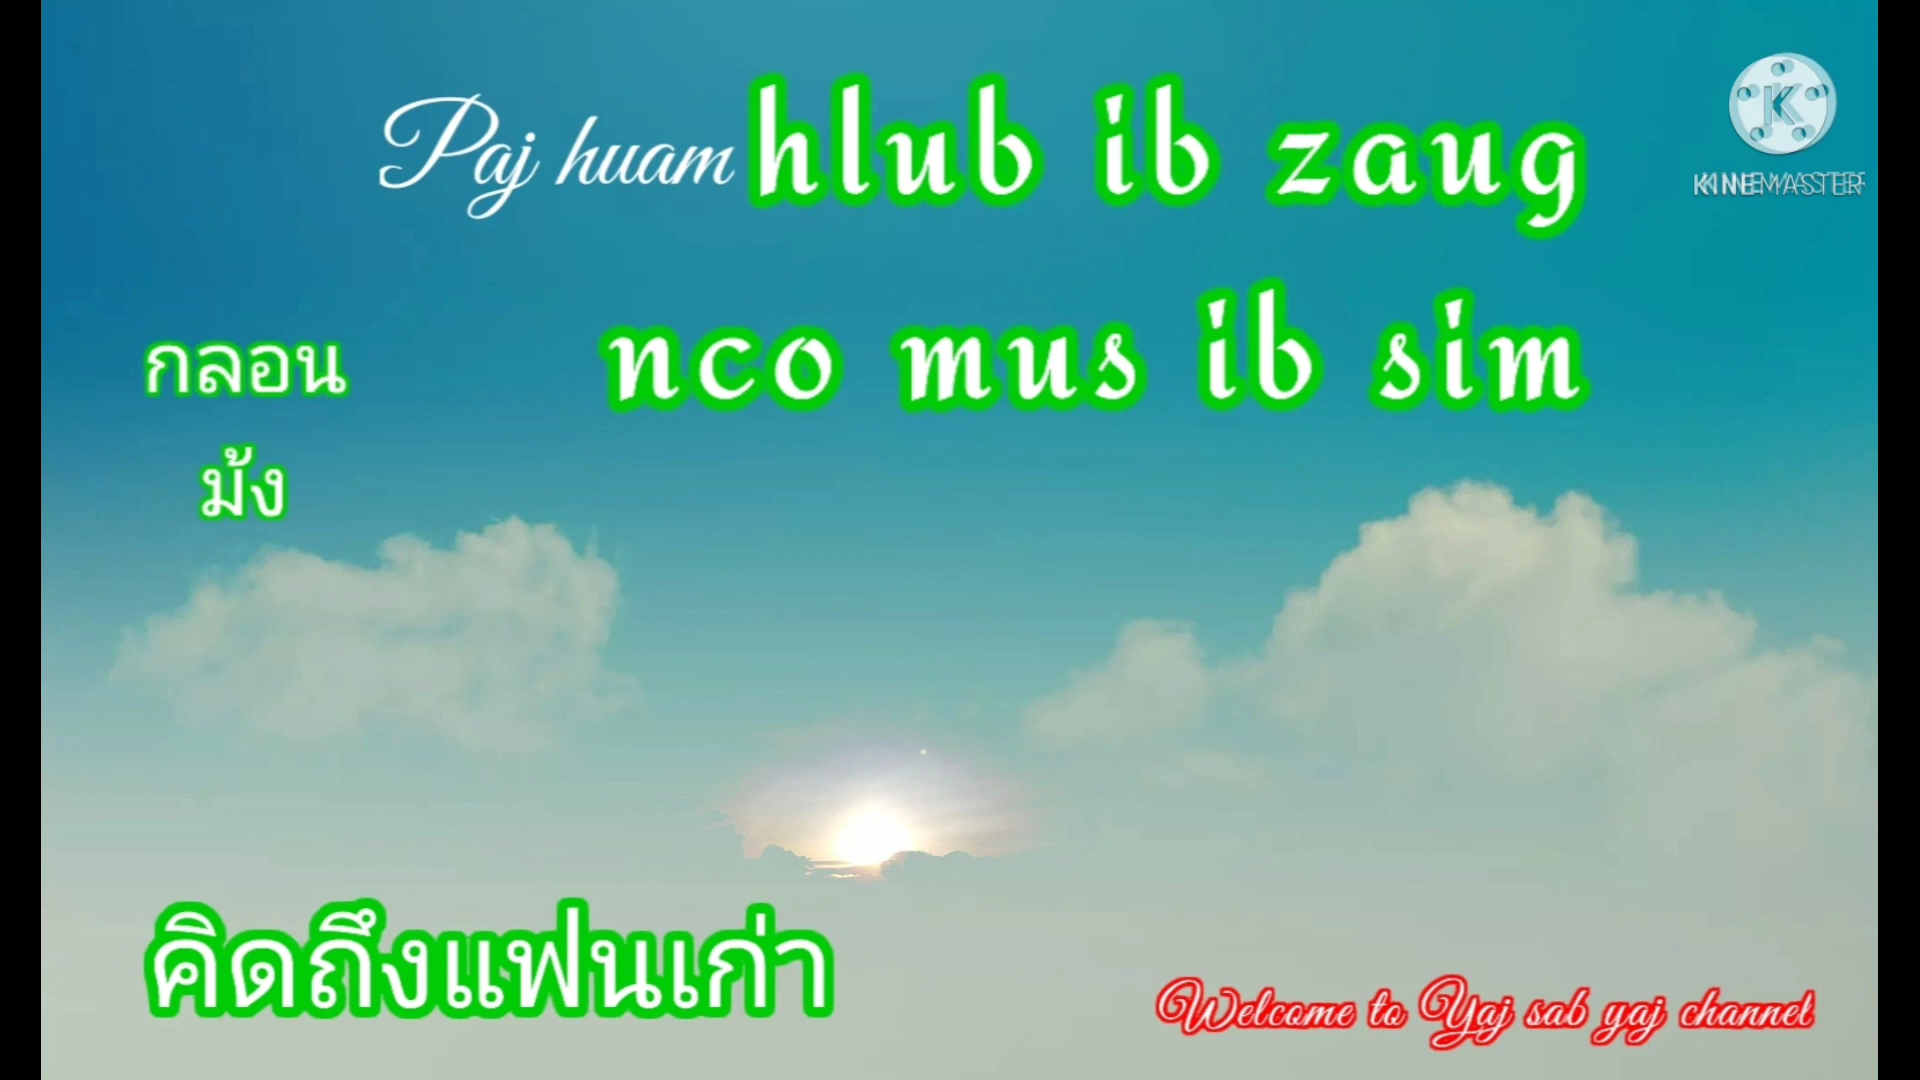 Paj huam hlub ib zaug
nco mus ib sim
กลอน
ม้ง
คิดถึงแฟนเก่า
Welcome to Yaj sab yaj channel
KINEMASTER